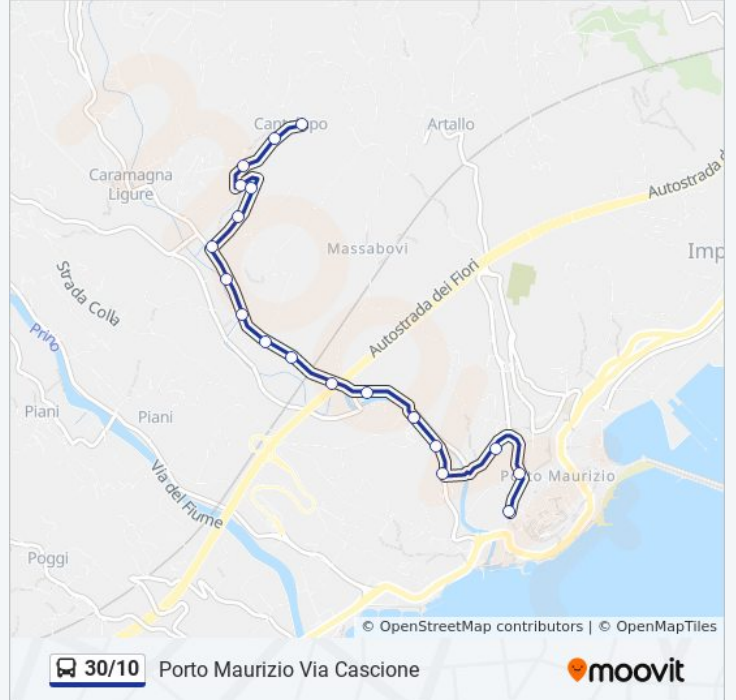 Artallo
Caramagna
Ligure
Autostrada d
Massabovi
Imp
Strada Colla
Autostrada dei Fiori
Prino
Piani
Piani
Porto Maurizio
Via del Fiume
Poggi
© OpenStreetMap contributors | © OpenMapTiles
30/10 Porto Maurizio Via Cascione
moovit